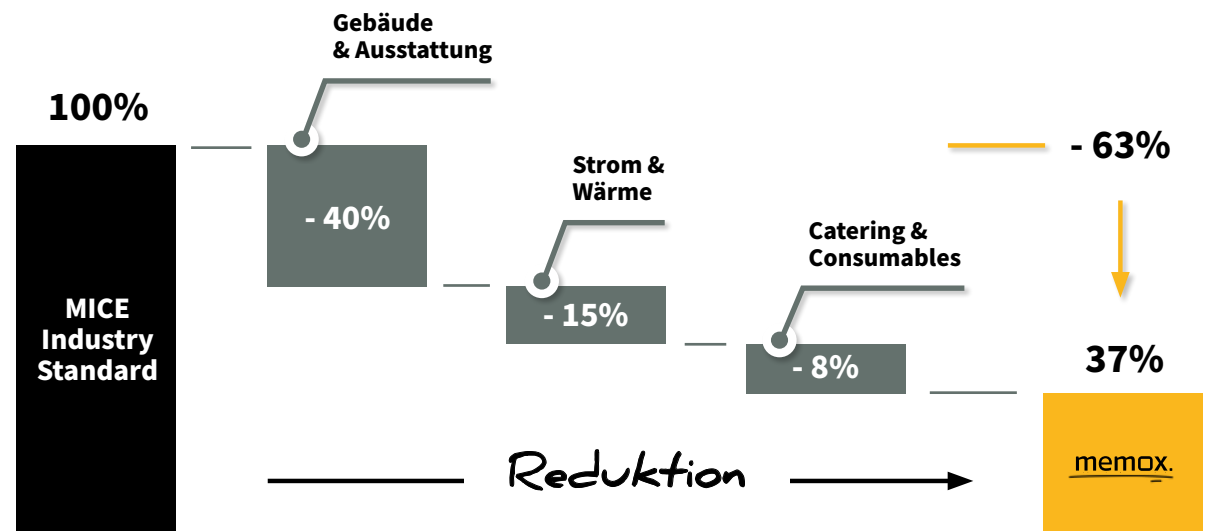 Gebäude
& Ausstattung
100%
- 63%
Strom &
Wärme
- 40%
Catering &
Consumables
MICE
Industry
Standard
- 15%
- 8%
37%
Reduktion
memox.